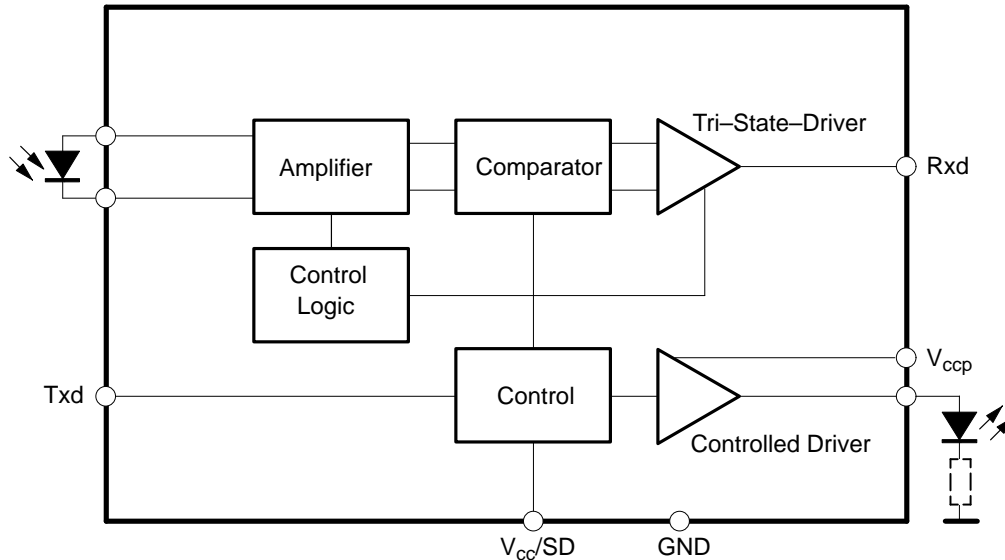 Tri–State–Driver
Amplifier
Comparator
Rxd
Control
Logic
Vccp
Txd
Control
Controlled Driver
Vcc/SD
GND